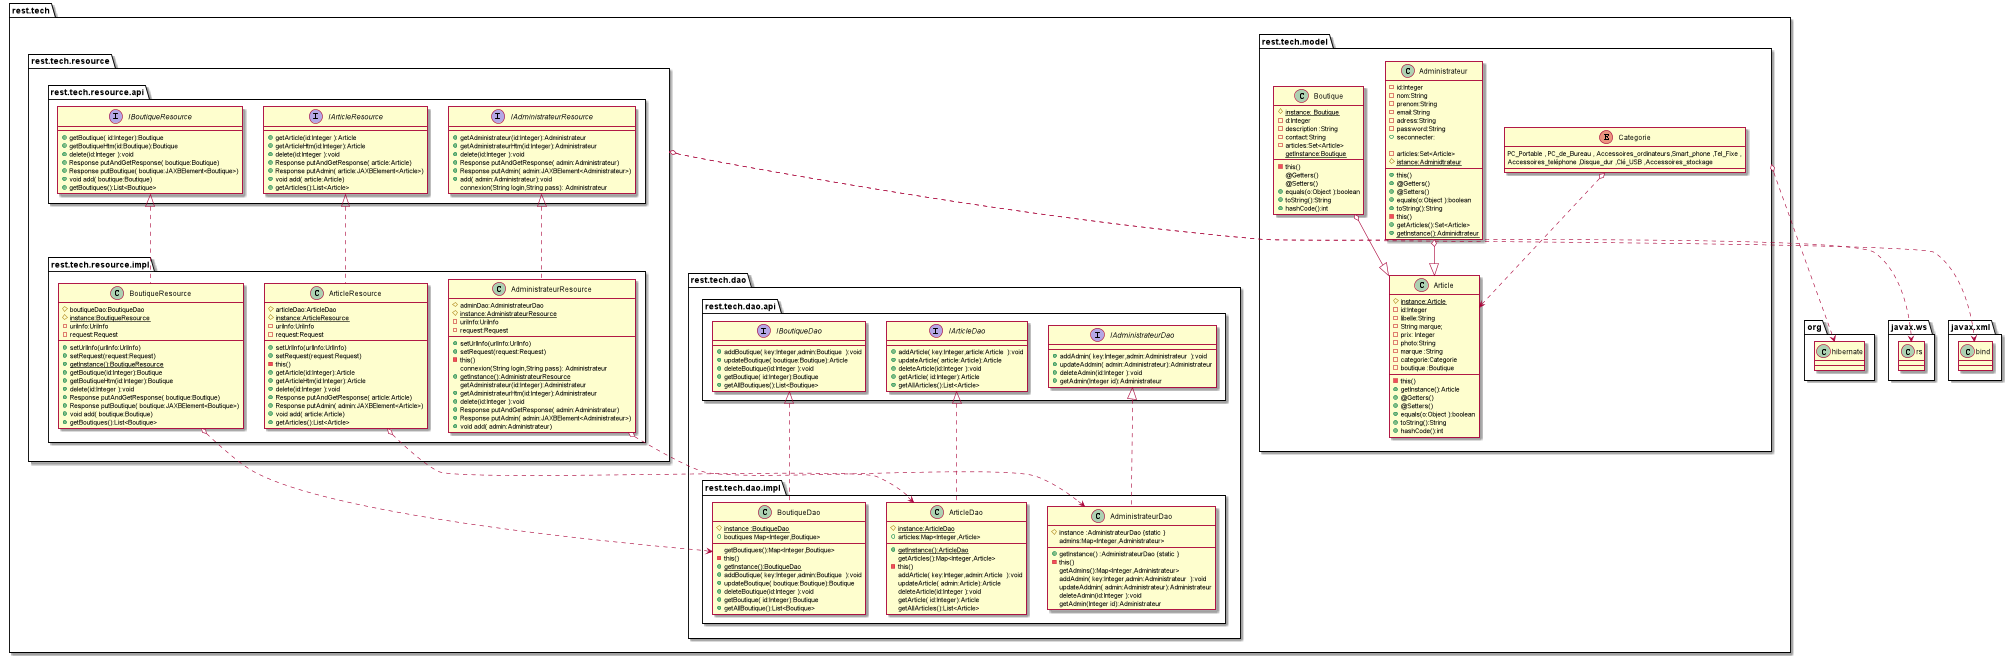 rest.tech
rest.tech.resource
rest.tech.resource.api
IBoutiqueResource
getBoutique( id:Integer):Boutique
getBoutiqueHtm(id:Boutique):Boutique
delete(id:Integer ):void
Response putAndGetResponse( boutique:Boutique)
Response putBoutique( boutique:JAXBElement<Boutique>)
void add( boutique:Boutique)
getBoutiques():List<Boutique>
IArticleResource
getArticle(id:Integer ):Article
getArticleHtm(id:Integer):Article
delete(id:Integer ):void
Response putAndGetResponse( article:Article)
Response putAdmin( article:JAXBElement<Article>)
void add( article:Article)
getArticles():List<Article>
IAdministrateurResource
getAdministrateur(id:Integer):Administrateur
getAdministrateurHtm(id:Integer):Administrateur
delete(id:Integer ):void
Response putAndGetResponse( admin:Administrateur)
Response putAdmin( admin:JAXBElement<Administrateur>)
add( admin:Administrateur):void
connexion(String login,String pass): Administrateur
rest.tech.resource.impl
BoutiqueResource
boutiqueDao:BoutiqueDao
instance:BoutiqueResource
uriInfo:UriInfo
request:Request
setUrlInfo(urlInfo:UrlInfo)
setRequest(request:Request)
getInstance():BoutiqueResource
getBoutique(id:Integer):Boutique
getBoutiqueHtm(id:Integer):Boutique
delete(id:Integer ):void
Response putAndGetResponse( boutique:Boutique)
Response putBoutique( boutique:JAXBElement<Boutique>)
void add( boutique:Boutique)
getBoutiques():List<Boutique>
ArticleResource
articleDao:ArticleDao
instance:ArticleResource
uriInfo:UriInfo
request:Request
setUrlInfo(urlInfo:UrlInfo)
setRequest(request:Request)
this()
getArticle(id:Integer):Article
getArticleHtm(id:Integer):Article
delete(id:Integer ):void
Response putAndGetResponse( article:Article)
Response putAdmin( admin:JAXBElement<Article>)
void add( article:Article)
getArticles():List<Article>
AdministrateurResource
adminDao:AdministrateurDao
instance:AdministrateurResource
uriInfo:UriInfo
request:Request
setUrlInfo(urlInfo:UrlInfo)
setRequest(request:Request)
this()
connexion(String login,String pass): Administrateur
getInstance():AdministrateurResource
getAdministrateur(id:Integer):Administrateur
getAdministrateurHtm(id:Integer):Administrateur
delete(id:Integer ):void
Response putAndGetResponse( admin:Administrateur)
Response putAdmin( admin:JAXBElement<Administrateur>)
void add( admin:Administrateur)
rest.tech.dao
rest.tech.dao.api
IBoutiqueDao
addBoutique( key:Integer,admin:Boutique ):void
updateBoutique( boutique:Boutique):Article
deleteBoutique(id:Integer ):void
getBoutique( id:Integer):Boutique
getAllBoutiques():List<Boutique>
IArticleDao
addArticle( key:Integer,article:Article ):void
updateArticle( article:Article):Article
deleteArticle(id:Integer ):void
getArticle( id:Integer):Article
getAllArticles():List<Article>
IAdministrateurDao
addAdmin( key:Integer,admin:Administrateur ):void
updateAddmin( admin:Administrateur):Administrateur
deleteAdmin(id:Integer ):void
getAdmin(Integer id):Administrateur
rest.tech.dao.impl
BoutiqueDao
instance :BoutiqueDao
boutiques:Map<Integer,Boutique>
getBoutiques():Map<Integer,Boutique>
this()
getInstance():BoutiqueDao
addBoutique( key:Integer,admin:Boutique ):void
updateBoutique( boutique:Boutique):Boutique
deleteBoutique(id:Integer ):void
getBoutique( id:Integer):Boutique
getAllBoutique():List<Boutique>
ArticleDao
instance:ArticleDao
articles:Map<Integer,Article>
getInstance():ArticleDao
getArticles():Map<Integer,Article>
this()
addArticle( key:Integer,admin:Article ):void
updateArticle( admin:Article):Article
deleteArticle(id:Integer ):void
getArticle( id:Integer):Article
getAllArticles():List<Article>
AdministrateurDao
instance :AdministrateurDao {static }
admins:Map<Integer,Administrateur>
getInstance() :AdministrateurDao {static }
this()
getAdmins():Map<Integer,Administrateur>
addAdmin( key:Integer,admin:Administrateur ):void
updateAddmin( admin:Administrateur):Administrateur
deleteAdmin(id:Integer ):void
getAdmin(Integer id):Administrateur
rest.tech.model
Boutique
instance: Boutique
d:Integer
description :String
contact:String
articles:Set<Article>
getInstance:Boutique
this()
@Getters()
@Setters()
equals(o:Object ):boolean
toString():String
hashCode():int
Administrateur
id:Integer
nom:String
prenom:String
email:String
adress:String
password:String
seconnecter;
articles:Set<Article>
istance:Adminidtrateur
this()
@Getters()
@Setters()
equals(o:Object ):boolean
toString():String
this()
getArticles():Set<Article>
getInstance():Adminidtrateur
Categorie
PC_Portable , PC_de_Bureau , Accessoires_ordinateurs,Smart_phone ,Tel_Fixe ,
Accessoires_teléphone ,Disque_dur ,Clé_USB ,Accessoires_stockage
Article
instance:Article
id:Integer
libelle:String
String marque;
prix: Integer
photo:String
marque :String
categorie:Categorie
boutique :Boutique
this()
getInstance():Article
@Getters()
@Setters()
equals(o:Object ):boolean
toString():String
hashCode():int
org
hibernate
javax.ws
rs
javax.xml
bind